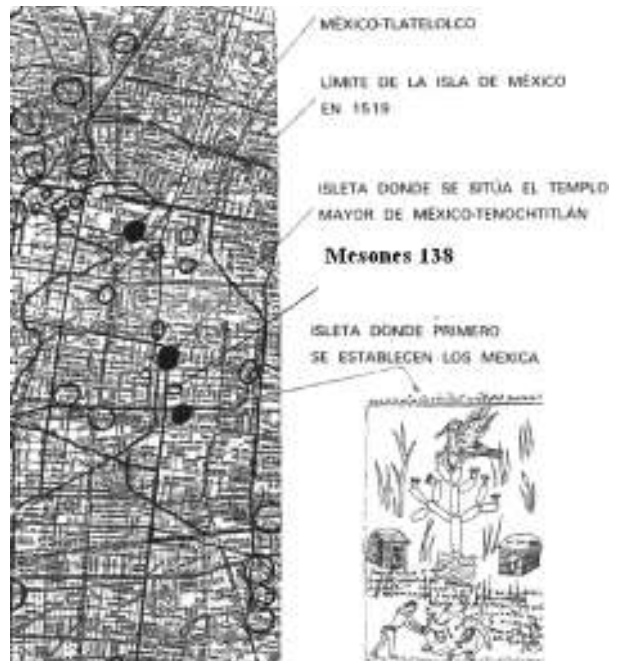 MÉXICO-TLATELOLCO
LÍMITE DE LA ISLA DE MÉXICO
EN 1519
ISLETA DONDE SE SITÚA EL TEMPLO
MAYOR DE MÉXICO-TENOCHTITLÁN
Mesones 138
ISLETA DONDE PRIMERO
SE ESTABLECEN LOS MEXICA